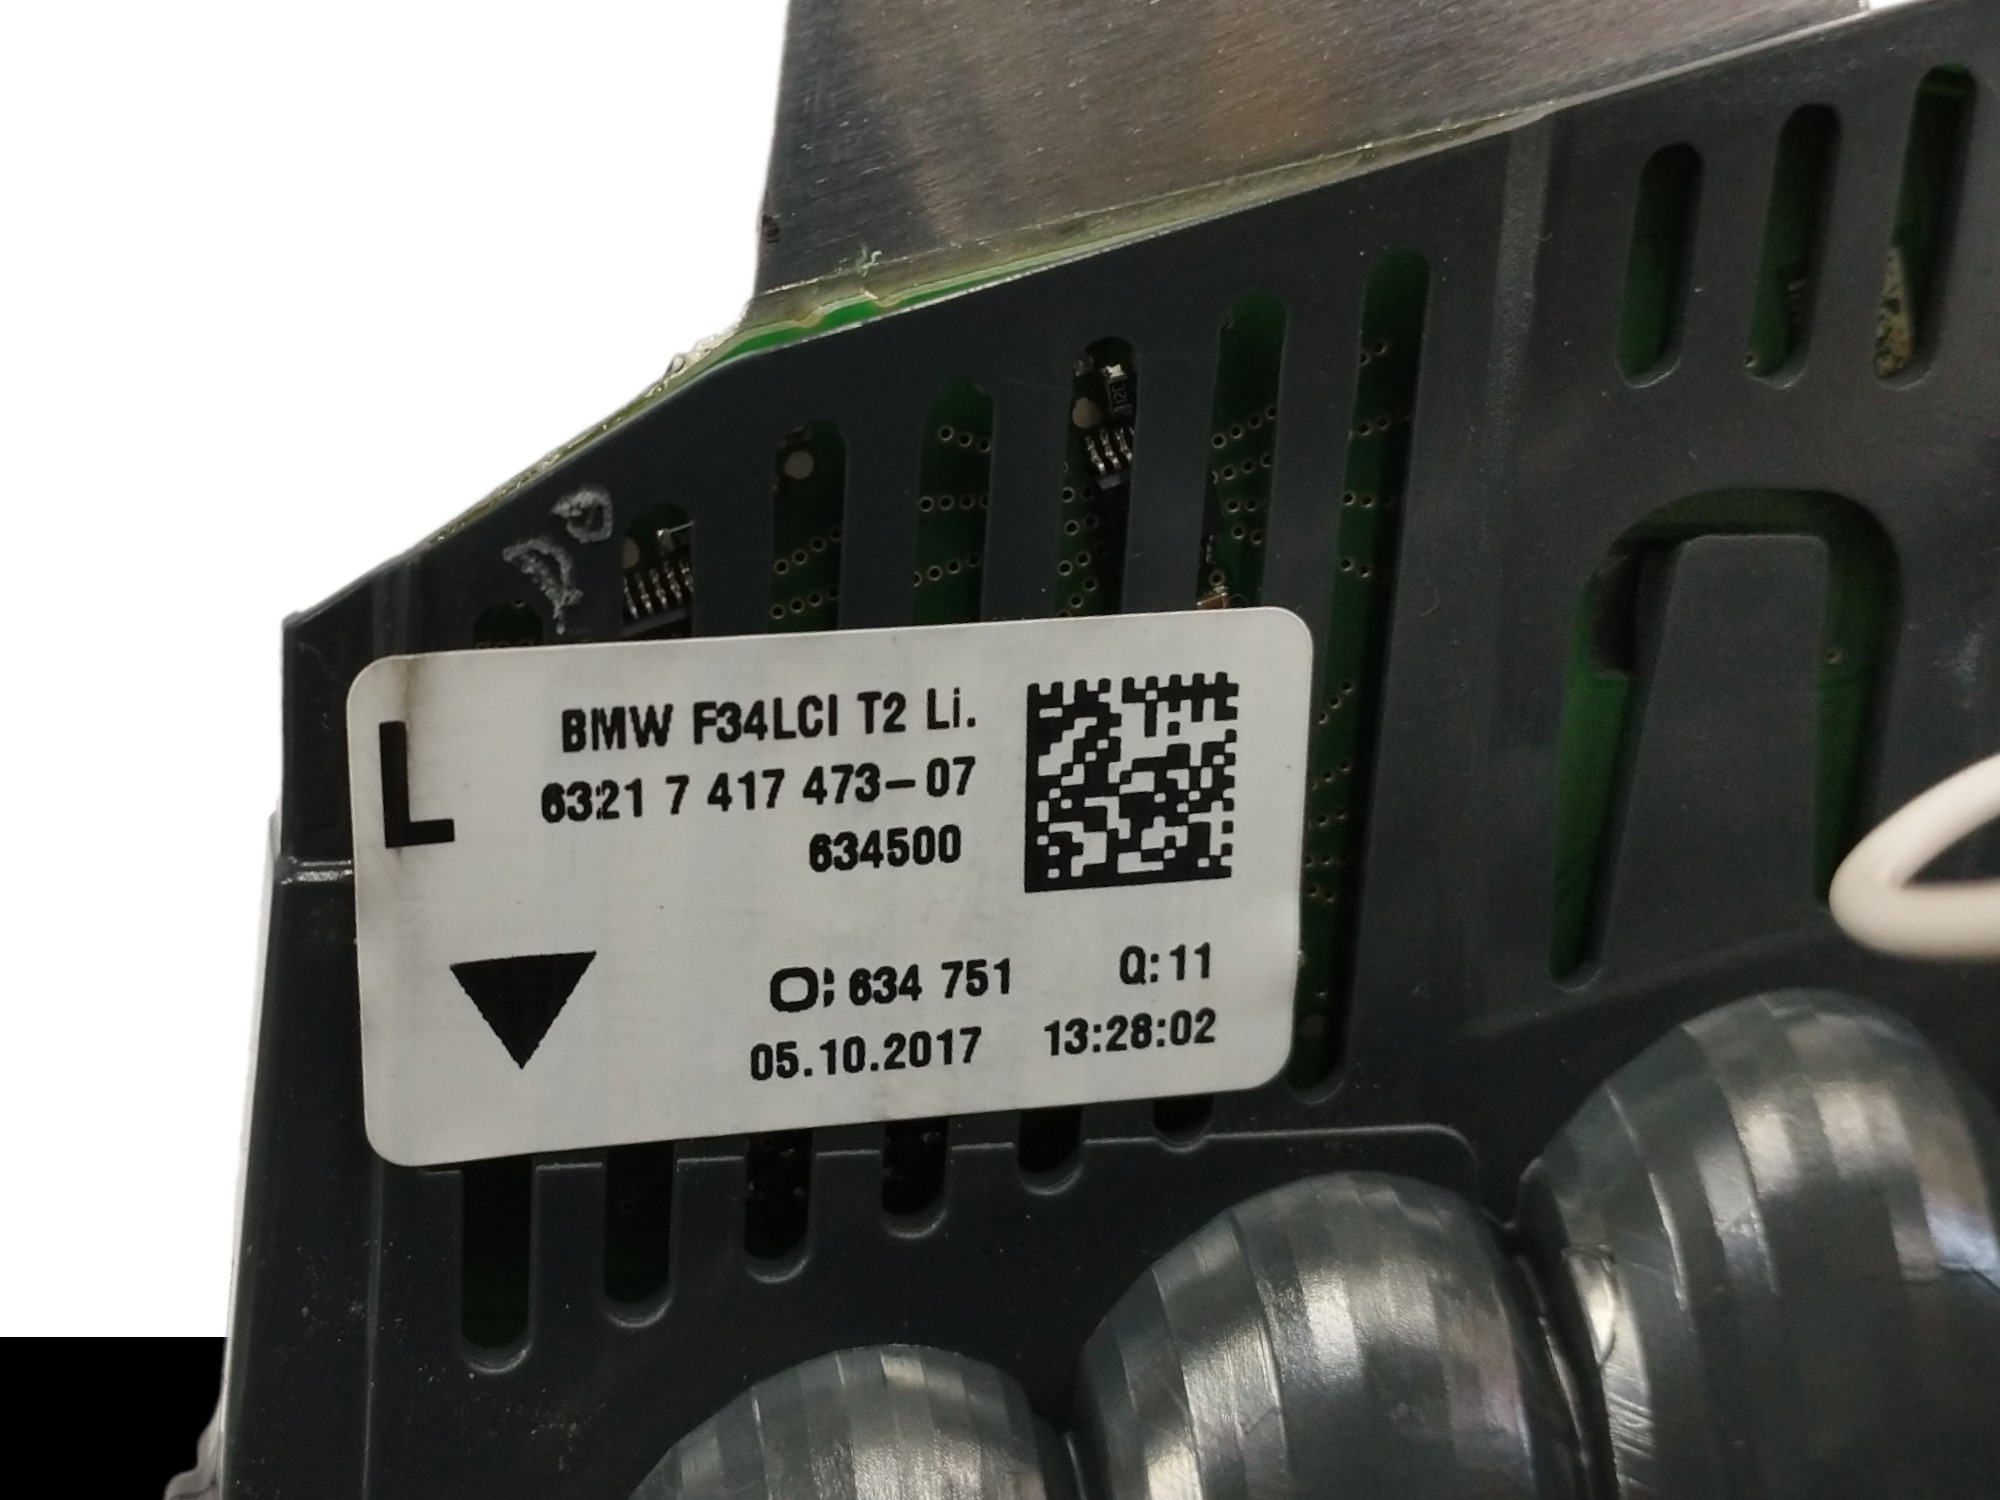 L
BMW F34LCI T2 Li.
6321 7 417 473-07
634500
O; 634 751 Q:11
05.10.2017 13:28:02